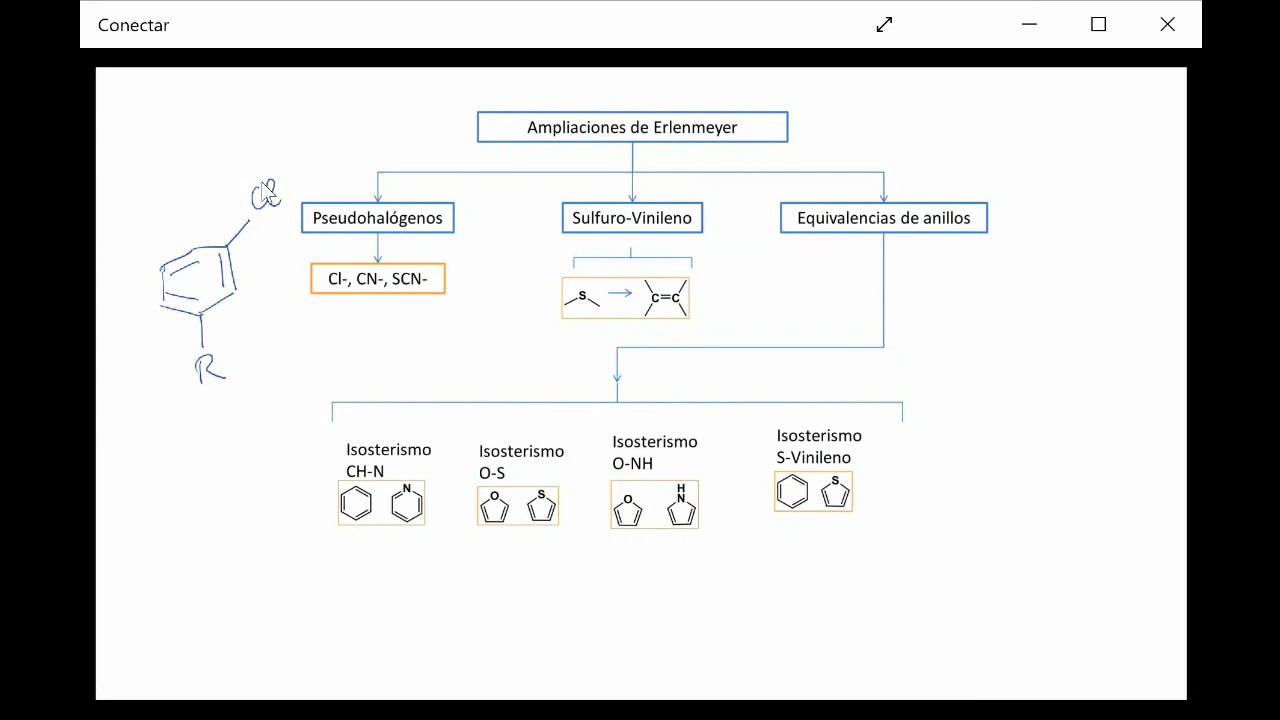 Conectar
Ampliaciones de Erlenmeyer
Pseudohalógenos
Sulfuro-Vinileno
Equivalencias de anillos
Cl-, CN-, SCN-
S
C=C
Cl
R
Isosterismo
CH-N
N
Isosterismo
O-S
O
S
Isosterismo
O-NH
O
H
N
Isosterismo
S-Vinileno
S